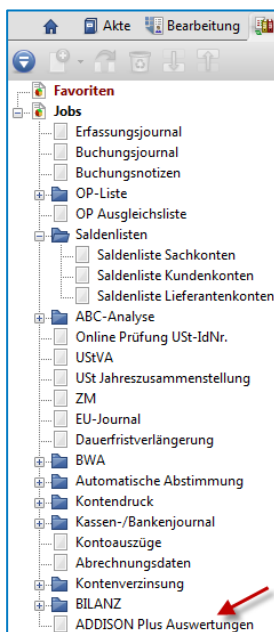 Akte Bearbeitung
Favoriten
Jobs
Erfassungsjournal
Buchungsjournal
Buchungsnotizen
OP-Liste
OP Ausgleichsliste
Saldenlisten
Saldenliste Sachkonten
Saldenliste Kundenkonten
Saldenliste Lieferantenkonten
ABC-Analyse
Online Prüfung USt-IdNr.
UStVA
USt Jahreszusammenstellung
ZM
EU-Journal
Dauerfristverlängerung
BWA
Automatische Abstimmung
Kontendruck
Kassen-/Bankenjournal
Kontoauszüge
Abrechnungsdaten
Kontenverzinsung
BILANZ
ADDISON Plus Auswertungen